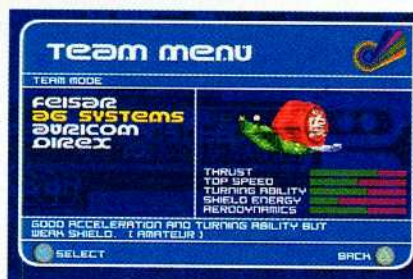 TEAM MENU
TEAM MODE
FEISAR
AG SYSTEMS
AURICOM
QIREX
THRUST
TOP SPEED
TURNING ABILITY
SHIELD ENERGY
AERODYNAMICS
GOOD ACCELERATION AND TURNING ABILITY BUT
WEAK SHIELD. [ AMATEUR ]
SELECT
BACK